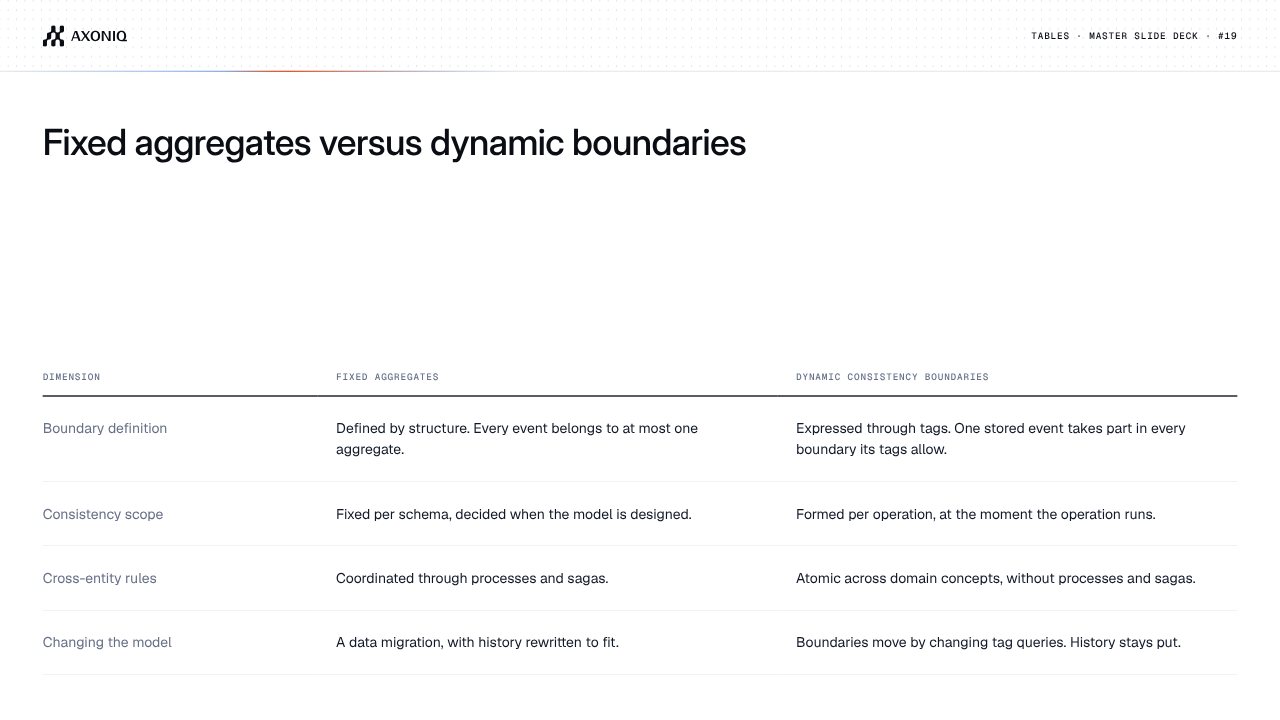 AXONIQ
TABLES · MASTER SLIDE DECK · #19
Fixed aggregates versus dynamic boundaries
DIMENSION
FIXED AGGREGATES
DYNAMIC CONSISTENCY BOUNDARIES
Boundary definition
Defined by structure. Every event belongs to at most one
aggregate.
Expressed through tags. One stored event takes part in every
boundary its tags allow.
Consistency scope
Fixed per schema, decided when the model is designed.
Formed per operation, at the moment the operation runs.
Cross-entity rules
Coordinated through processes and sagas.
Atomic across domain concepts, without processes and sagas.
Changing the model
A data migration, with history rewritten to fit.
Boundaries move by changing tag queries. History stays put.